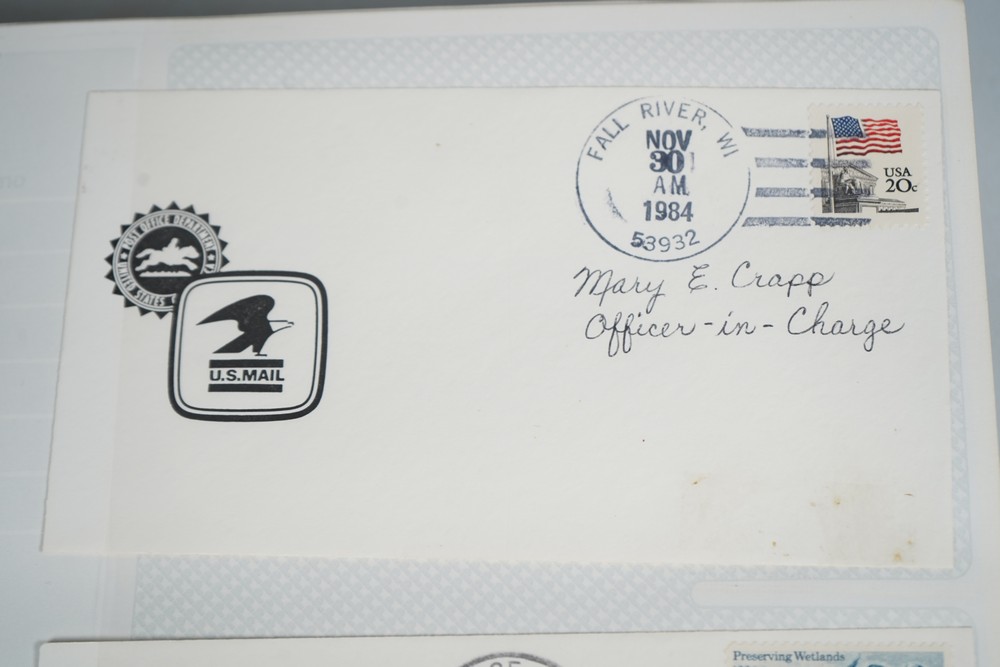 FALL RIVER, WI
NOV
30
AM
1984
53932
USA
20c
POST OFFICE DEPARTMENT
UNITED STATES
U.S.MAIL
Mary E. Crapp
Officer-in-Charge
Preserving Wetlands